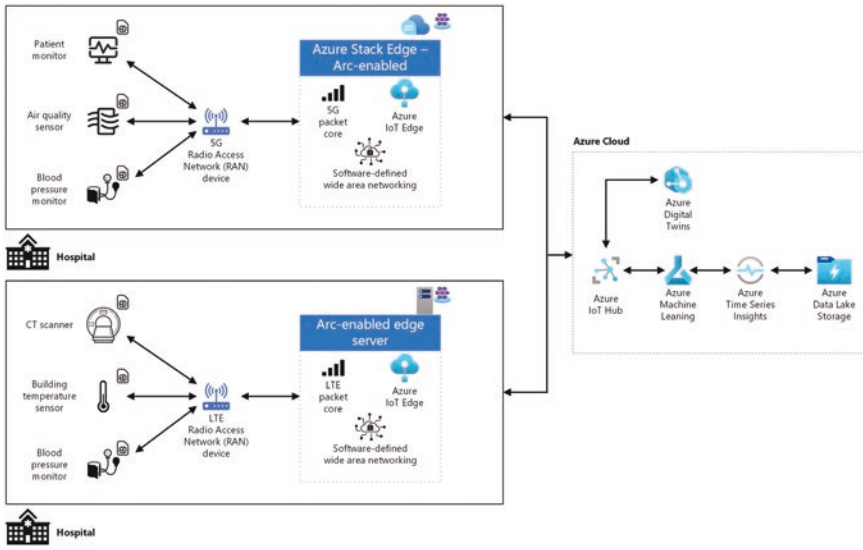 Patient
monitor
Air quality
sensor
Blood
pressure
monitor
5G
Radio Access
Network (RAN)
device
Azure Stack Edge –
Arc-enabled
5G
packet
core
Azure
IoT Edge
Software-defined
wide area networking
Hospital
CT scanner
Building
temperature
sensor
Blood
pressure
monitor
LTE
Radio Access
Network (RAN)
device
Arc-enabled edge
server
LTE
packet
core
Azure
IoT Edge
Software-defined
wide area networking
Hospital
Azure Cloud
Azure
Digital
Twins
Azure
IoT Hub
Azure
Machine
Leaning
Azure
Time Series
Insights
Azure
Data Lake
Storage